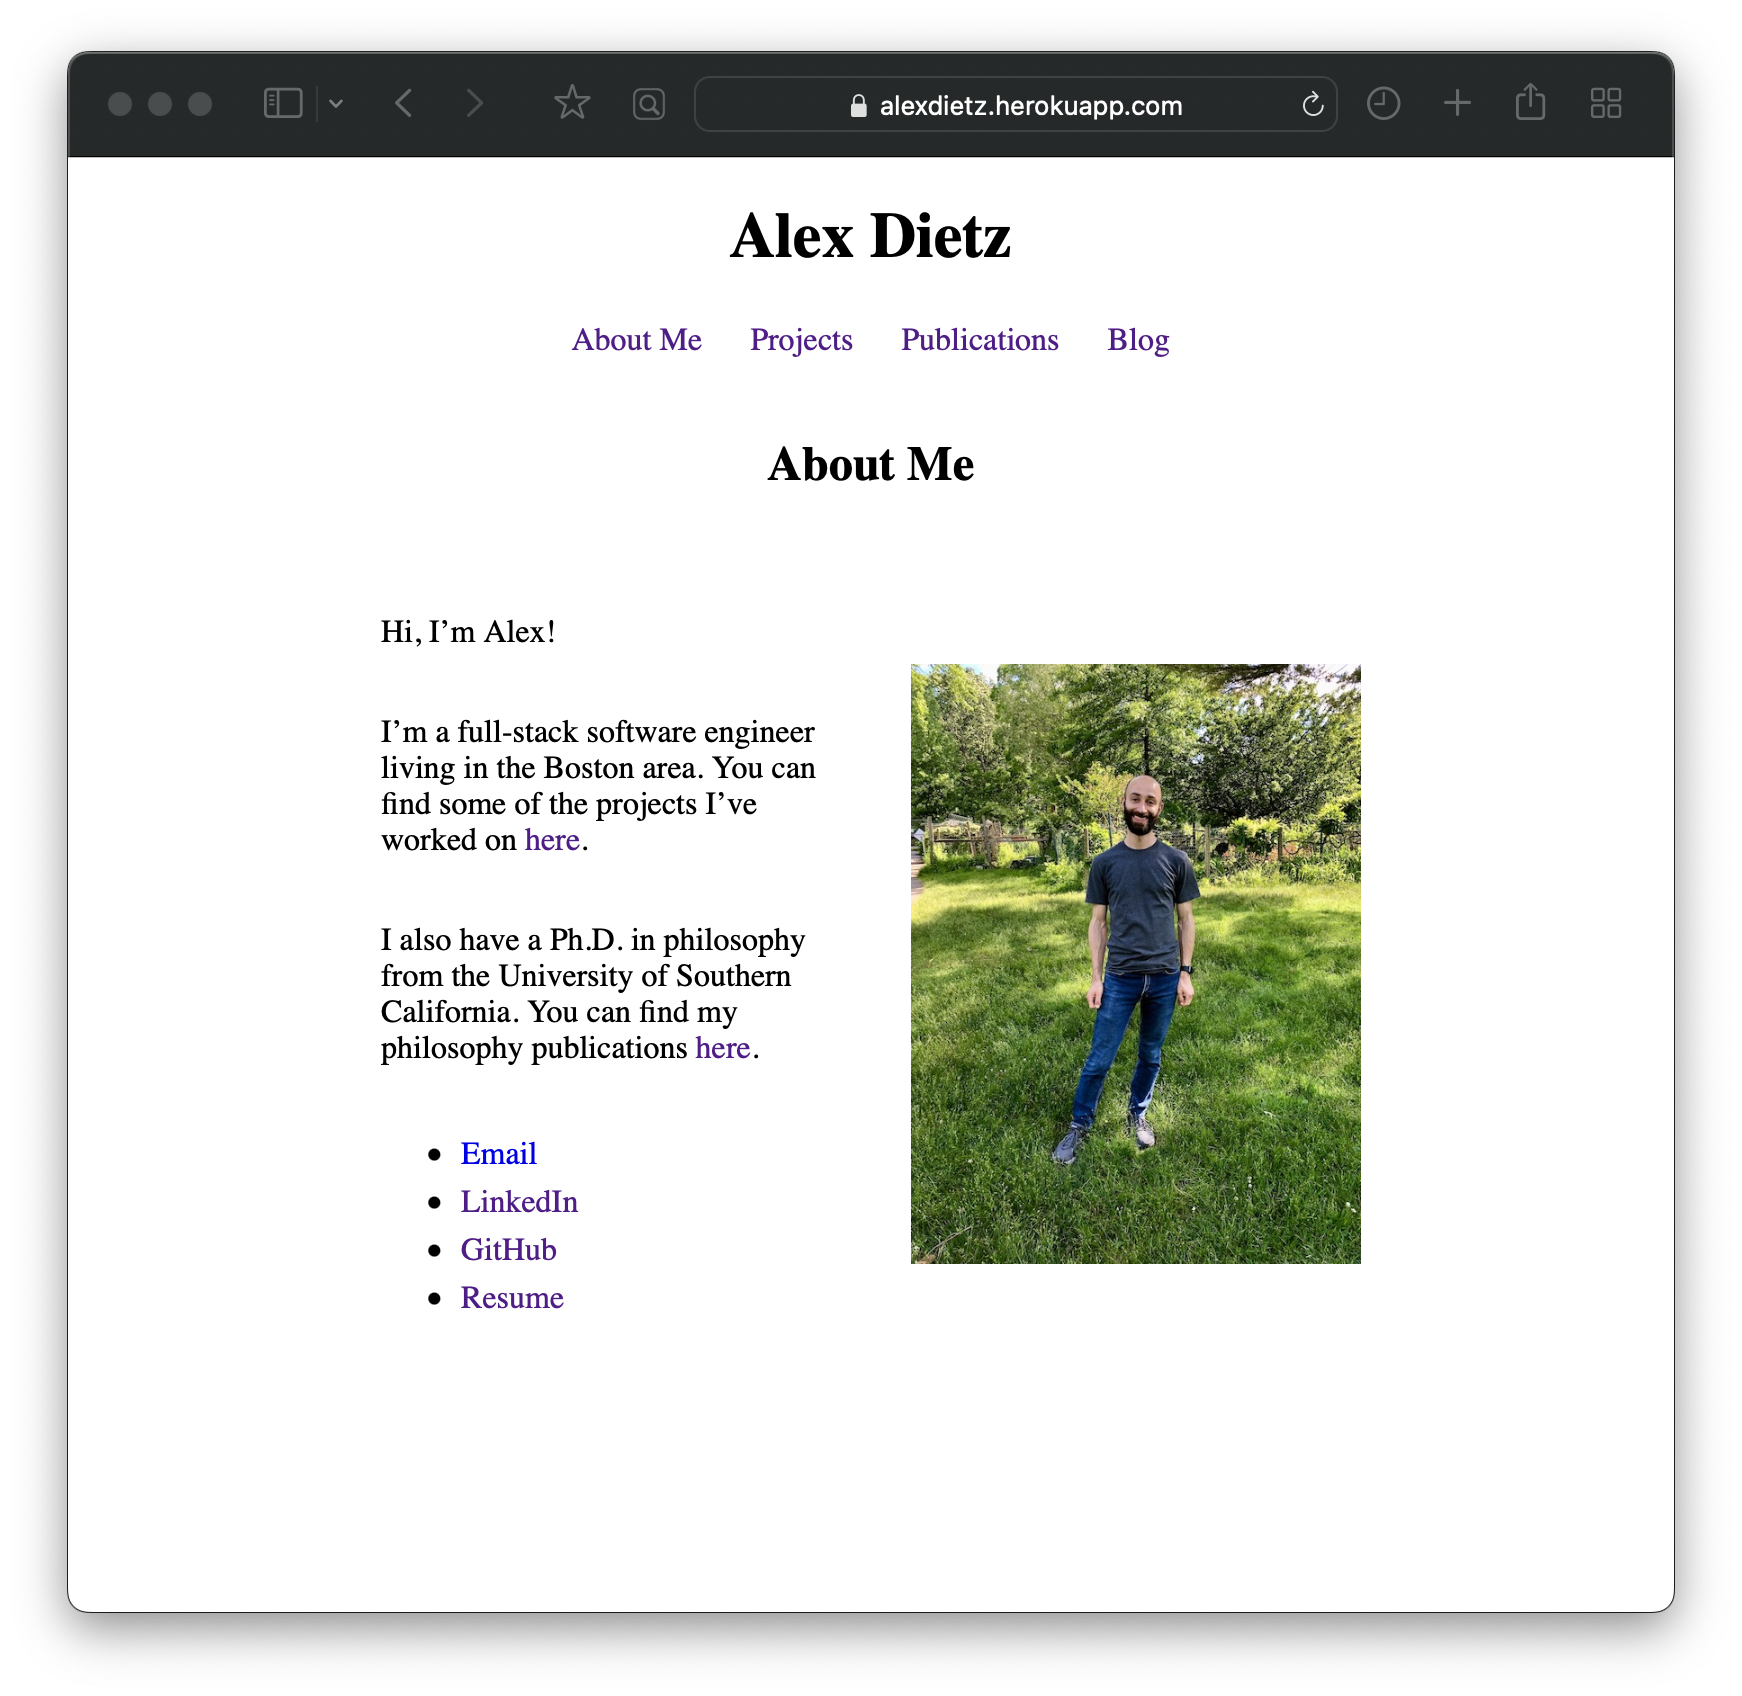 alexdietz.herokuapp.com
Alex Dietz
About Me Projects Publications Blog
About Me
Hi, I’m Alex!
I’m a full-stack software engineer
living in the Boston area. You can
find some of the projects I’ve
worked on here.
I also have a Ph.D. in philosophy
from the University of Southern
California. You can find my
philosophy publications here.
Email
LinkedIn
GitHub
Resume